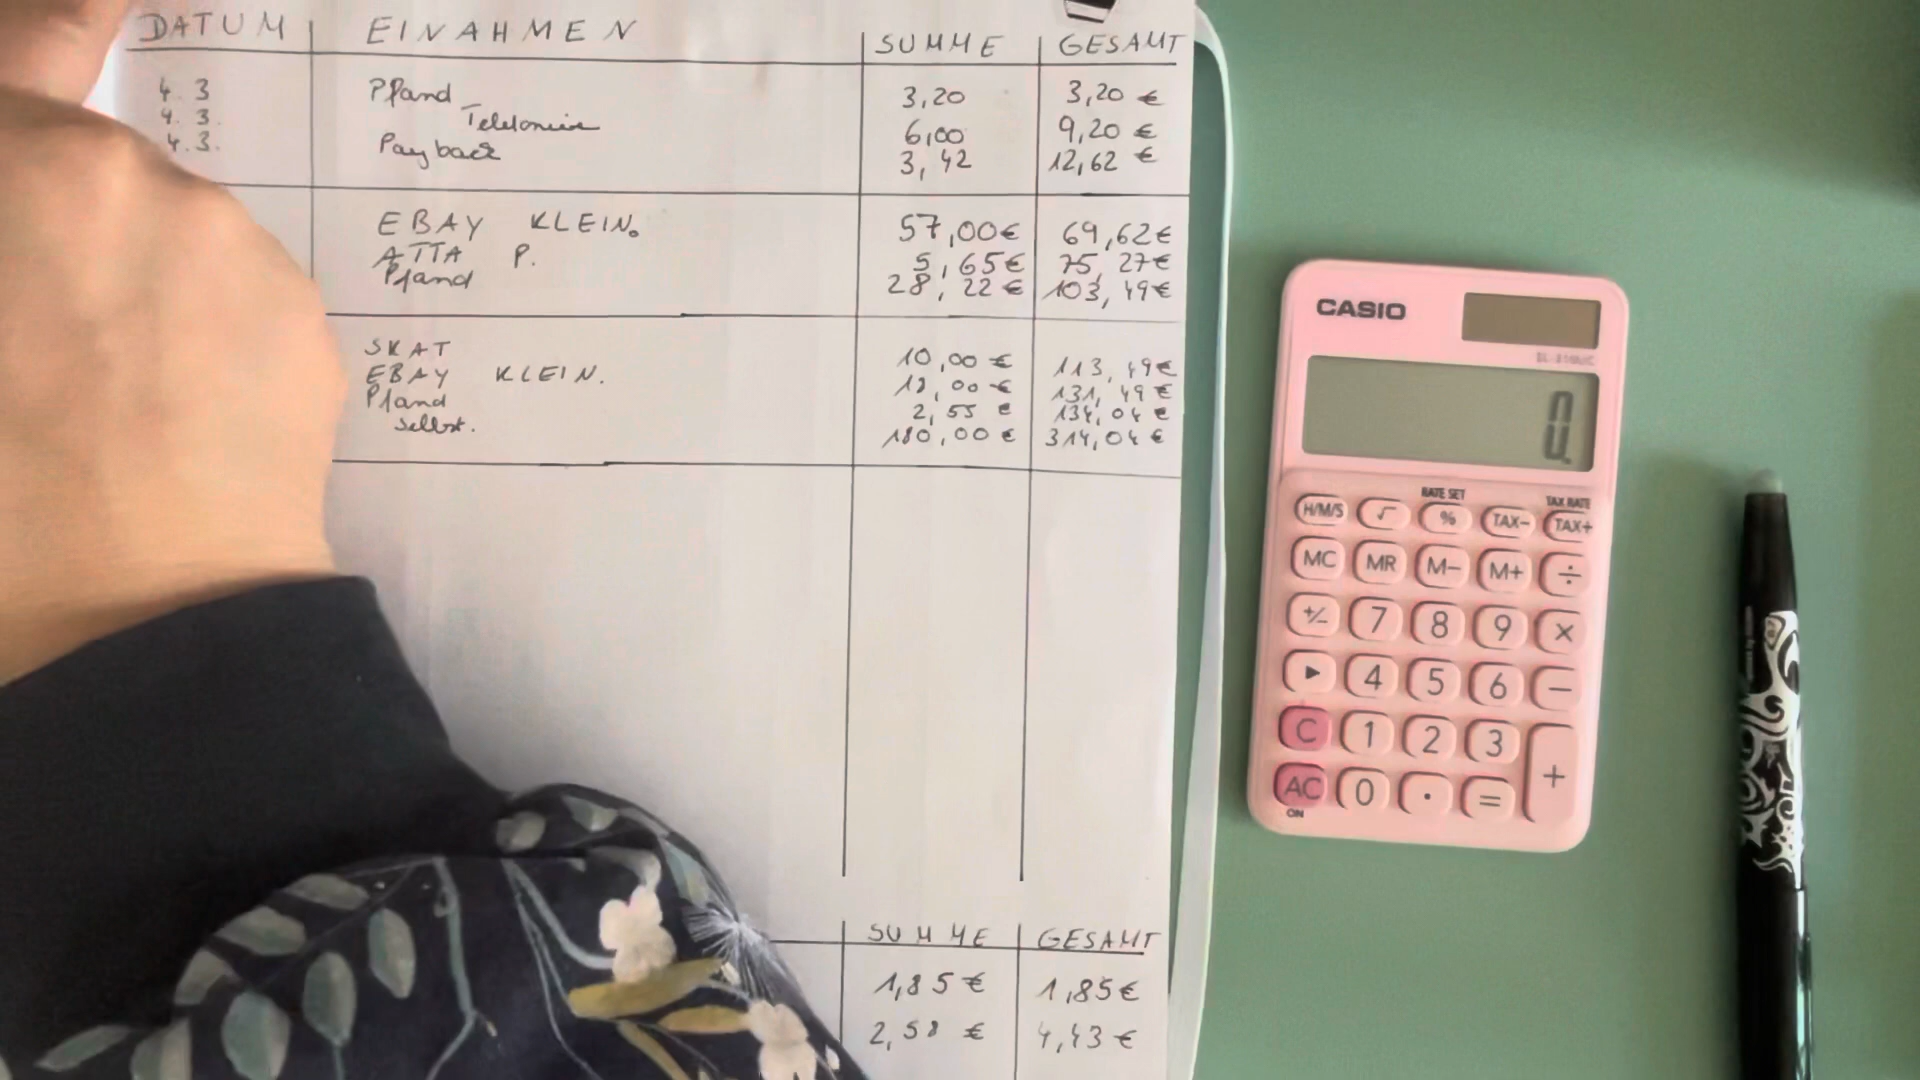 DATUM EINAHMEN SUMME GESAMT
4. 3 Pfand 3,20 3,20 €
4. 3. 6,00 9,20 €
4.3. Payback 3,42 12,62 €
EBAY KLEIN. 57,00€ 69,62€
ATTA P. 5,65€ 75,27€
Pfand 28,22€ 103,49€
SKAT 10,00 € 113,49€
EBAY KLEIN. 18,00 € 131,49 €
Pfand 2,55 € 134,04 €
Selbst. 180,00 € 314,04 €
SUMME GESAMT
1,85 € 1,85€
2,58 € 4,43 €
CASIO
0.
RATE SET TAX RATE
H/M/S √ % TAX− TAX+
MC MR M− M+ ÷
+/− 7 8 9 ×
▶ 4 5 6 −
C 1 2 3
AC 0 · = +
ON